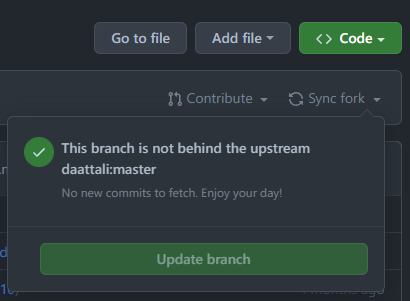 Go to file
Add file
Code
Contribute
Sync fork
This branch is not behind the upstream
daattali:master
No new commits to fetch. Enjoy your day!
Update branch